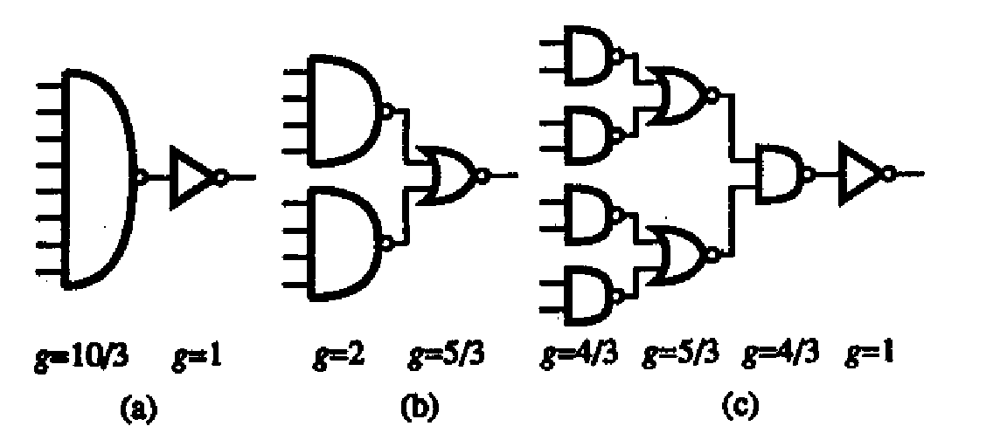 g=10/3 g=1 g=2 g=5/3 g=4/3 g=5/3 g=4/3 g=1
(a) (b) (c)